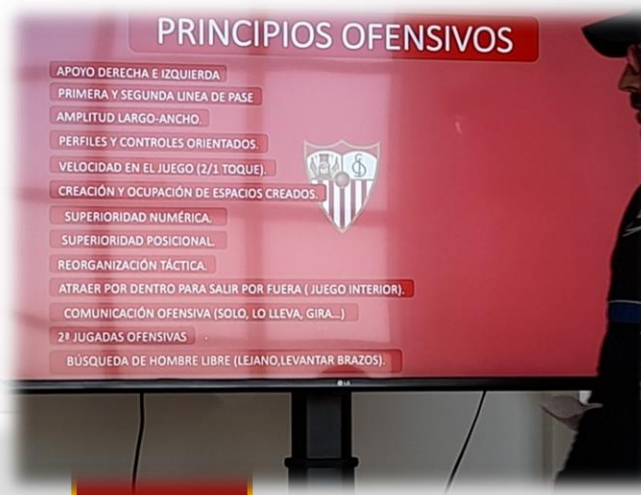 PRINCIPIOS OFENSIVOS
APOYO DERECHA E IZQUIERDA
PRIMERA Y SEGUNDA LINEA DE PASE
AMPLITUD LARGO-ANCHO.
PERFILES Y CONTROLES ORIENTADOS.
VELOCIDAD EN EL JUEGO (2/1 TOQUE).
CREACIÓN Y OCUPACIÓN DE ESPACIOS CREADOS.
SUPERIORIDAD NUMÉRICA.
SUPERIORIDAD POSICIONAL.
REORGANIZACIÓN TÁCTICA.
ATRAER POR DENTRO PARA SALIR POR FUERA ( JUEGO INTERIOR).
COMUNICACIÓN OFENSIVA (SOLO, LO LLEVA, GIRA...)
2ª JUGADAS OFENSIVAS
BÚSQUEDA DE HOMBRE LIBRE (LEJANO,LEVANTAR BRAZOS).
LG